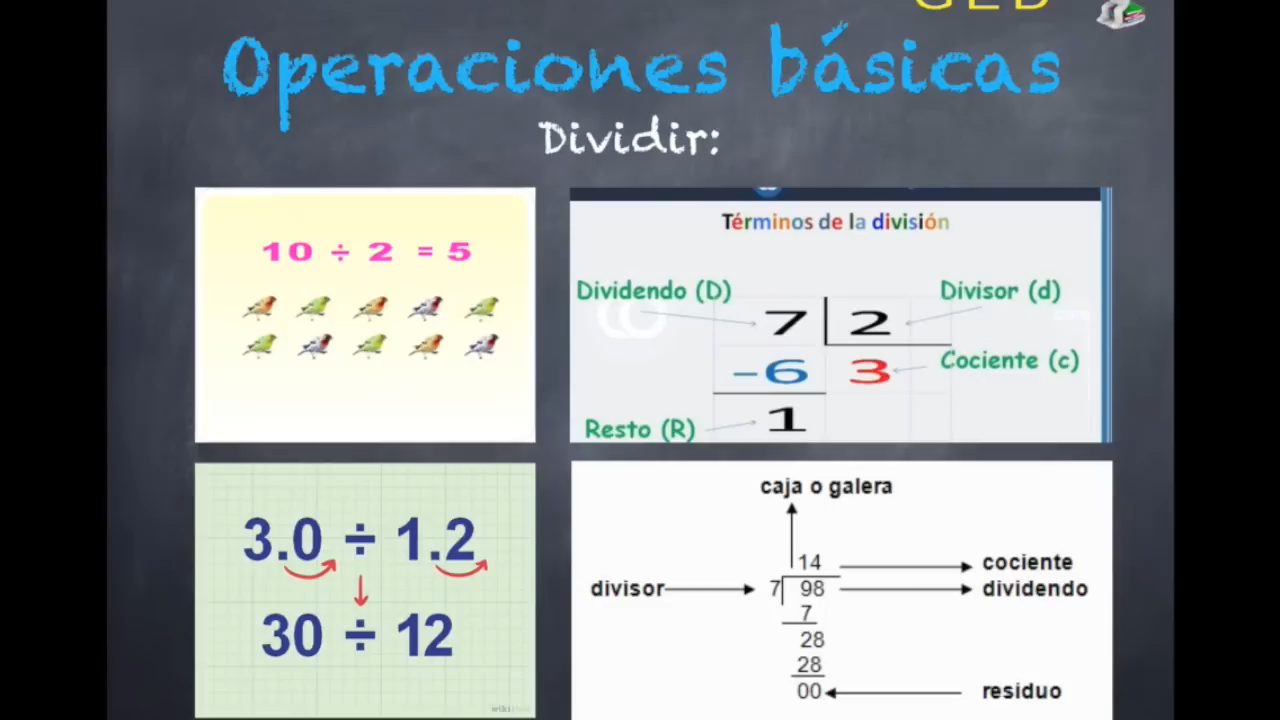 GED
Operaciones básicas
Dividir:
10 ÷ 2 = 5
Términos de la división
Dividendo (D)
Divisor (d)
7 2
-6 3
Cociente (c)
1
Resto (R)
3.0 ÷ 1.2
30 ÷ 12
caja o galera
14
cociente
divisor
7 98
dividendo
7
28
28
00
residuo